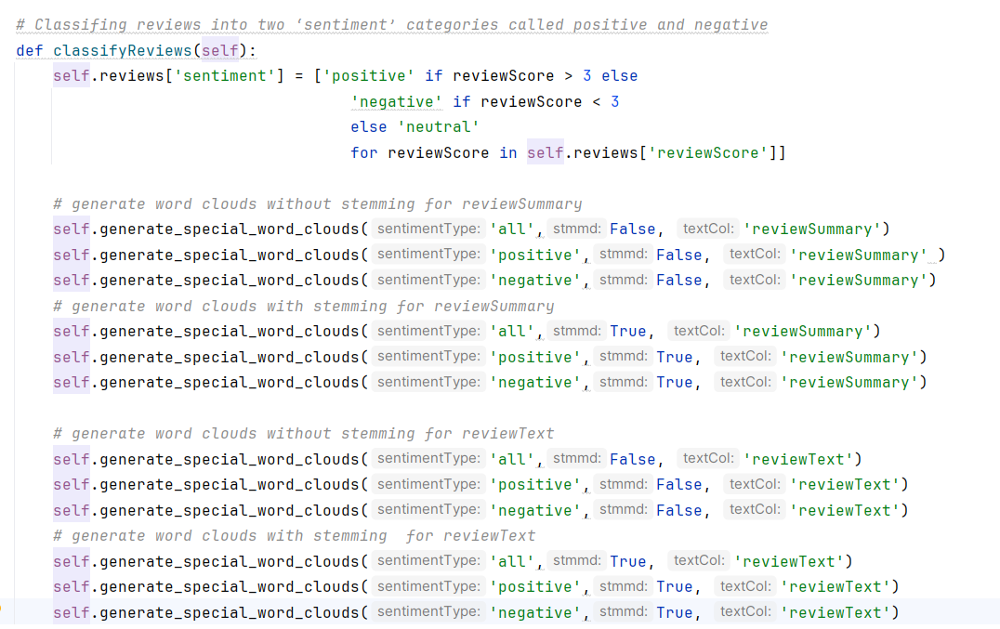 # Classifing reviews into two ‘sentiment’ categories called positive and negative
def classifyReviews(self):
    self.reviews['sentiment'] = ['positive' if reviewScore > 3 else
                                'negative' if reviewScore < 3
                                else 'neutral'
                                for reviewScore in self.reviews['reviewScore']]

    # generate word clouds without stemming for reviewSummary
    self.generate_special_word_clouds( sentimentType: 'all', stmmd: False,  textCol: 'reviewSummary')
    self.generate_special_word_clouds( sentimentType: 'positive', stmmd: False,  textCol: 'reviewSummary' )
    self.generate_special_word_clouds( sentimentType: 'negative', stmmd: False,  textCol: 'reviewSummary')
    # generate word clouds with stemming for reviewSummary
    self.generate_special_word_clouds( sentimentType: 'all', stmmd: True,  textCol: 'reviewSummary')
    self.generate_special_word_clouds( sentimentType: 'positive', stmmd: True,  textCol: 'reviewSummary')
    self.generate_special_word_clouds( sentimentType: 'negative', stmmd: True,  textCol: 'reviewSummary')

    # generate word clouds without stemming for reviewText
    self.generate_special_word_clouds( sentimentType: 'all', stmmd: False,  textCol: 'reviewText')
    self.generate_special_word_clouds( sentimentType: 'positive', stmmd: False,  textCol: 'reviewText')
    self.generate_special_word_clouds( sentimentType: 'negative', stmmd: False,  textCol: 'reviewText')
    # generate word clouds with stemming  for reviewText
    self.generate_special_word_clouds( sentimentType: 'all', stmmd: True,  textCol: 'reviewText')
    self.generate_special_word_clouds( sentimentType: 'positive', stmmd: True,  textCol: 'reviewText')
    self.generate_special_word_clouds( sentimentType: 'negative', stmmd: True,  textCol: 'reviewText')